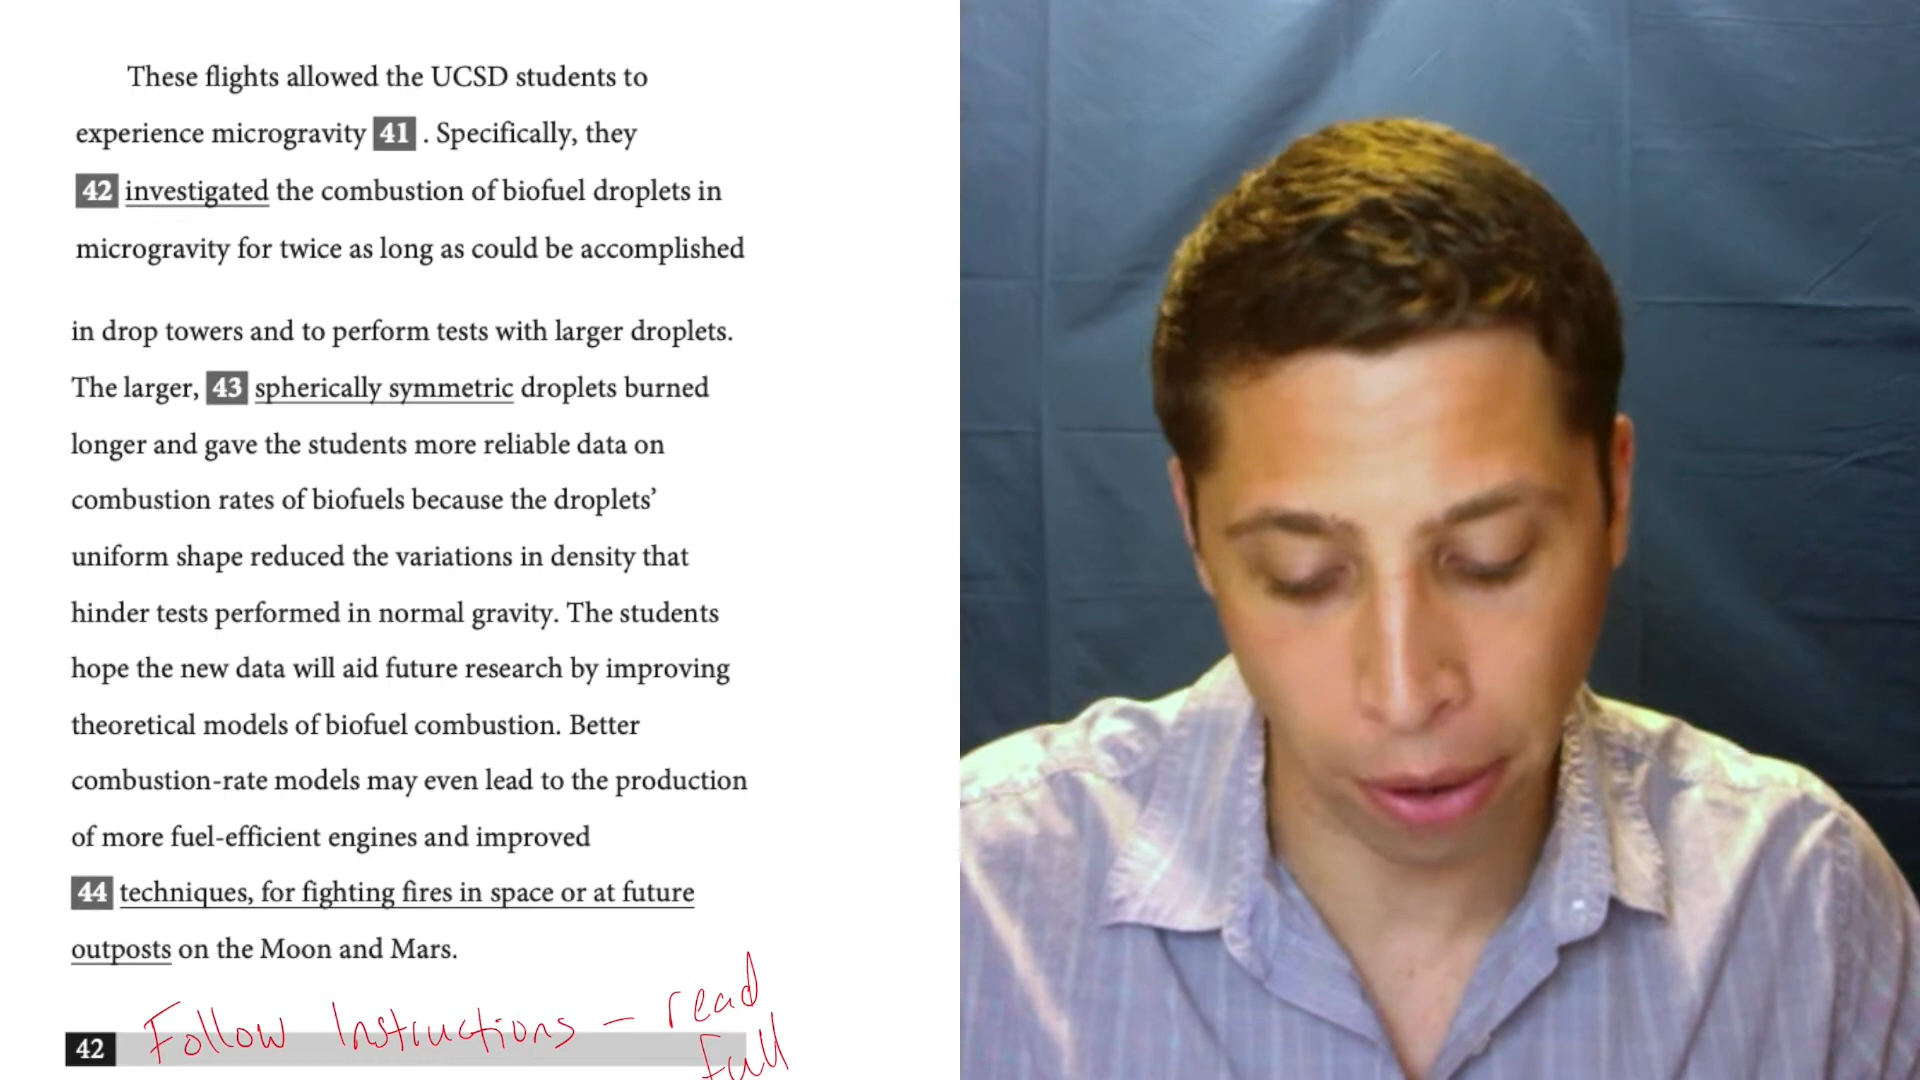 These flights allowed the UCSD students to
experience microgravity 41 . Specifically, they
42 investigated the combustion of biofuel droplets in
microgravity for twice as long as could be accomplished
in drop towers and to perform tests with larger droplets.
The larger, 43 spherically symmetric droplets burned
longer and gave the students more reliable data on
combustion rates of biofuels because the droplets’
uniform shape reduced the variations in density that
hinder tests performed in normal gravity. The students
hope the new data will aid future research by improving
theoretical models of biofuel combustion. Better
combustion-rate models may even lead to the production
of more fuel-efficient engines and improved
44 techniques, for fighting fires in space or at future
outposts on the Moon and Mars.
Follow Instructions – read
full
42